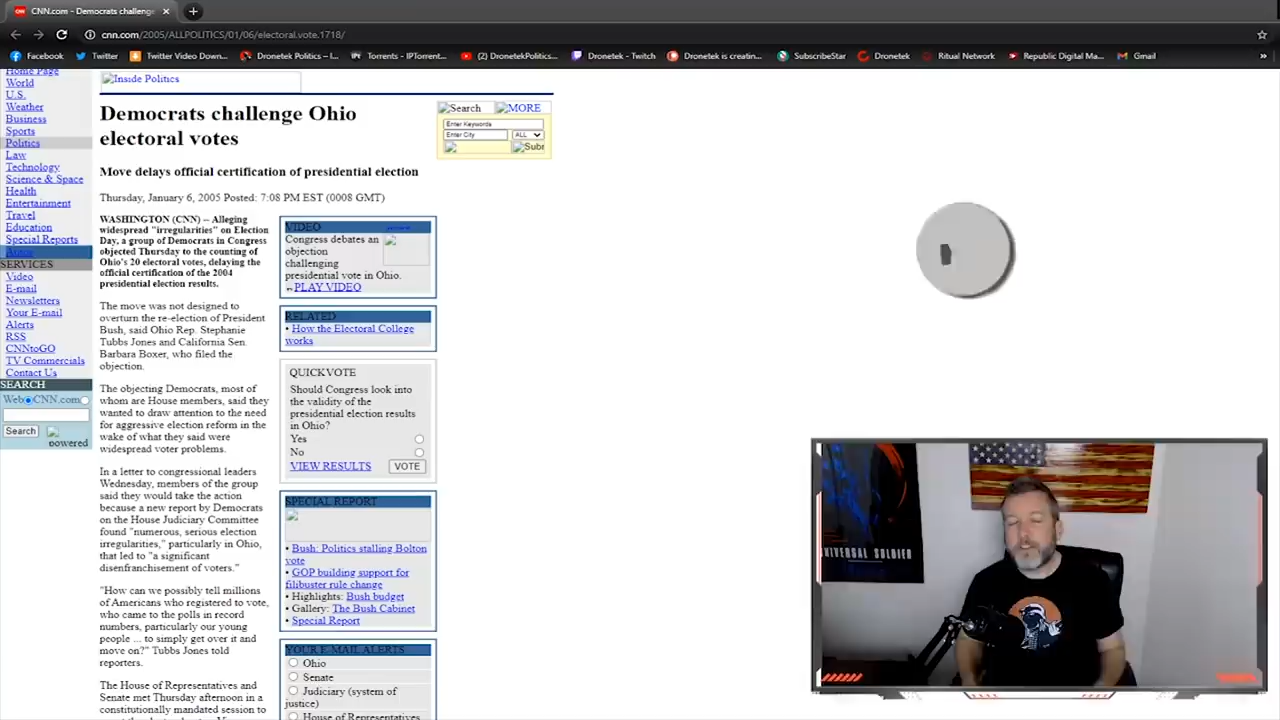 CNN.com - Democrats challeng
cnn.com/2005/ALLPOLITICS/01/06/electoral.vote.1718/
Facebook
Twitter
Twitter Video Down...
Dronetek Politics – I...
Torrents - IPTorrent...
(2) DronetekPolitics...
Dronetek - Twitch
Dronetek is creatin...
SubscribeStar
Dronetek
Ritual Network
Republic Digital Ma...
Gmail
Home Page
World
U.S.
Weather
Business
Sports
Politics
Law
Technology
Science & Space
Health
Entertainment
Travel
Education
Special Reports
SERVICES
Video
E-mail
Newsletters
Your E-mail
Alerts
RSS
CNNtoGO
TV Commercials
Contact Us
SEARCH
Web CNN.com
Search
powered
Inside Politics
Democrats challenge Ohio
electoral votes
Move delays official certification of presidential election
Thursday, January 6, 2005 Posted: 7:08 PM EST (0008 GMT)
WASHINGTON (CNN) -- Alleging
widespread "irregularities" on Election
Day, a group of Democrats in Congress
objected Thursday to the counting of
Ohio's 20 electoral votes, delaying the
official certification of the 2004
presidential election results.
The move was not designed to
overturn the re-election of President
Bush, said Ohio Rep. Stephanie
Tubbs Jones and California Sen.
Barbara Boxer, who filed the
objection.
The objecting Democrats, most of
whom are House members, said they
wanted to draw attention to the need
for aggressive election reform in the
wake of what they said were
widespread voter problems.
In a letter to congressional leaders
Wednesday, members of the group
said they would take the action
because a new report by Democrats
on the House Judiciary Committee
found "numerous, serious election
irregularities," particularly in Ohio,
that led to "a significant
disenfranchisement of voters."
"How can we possibly tell millions
of Americans who registered to vote,
who came to the polls in record
numbers, particularly our young
people ... to simply get over it and
move on?" Tubbs Jones told
reporters.
The House of Representatives and
Senate met Thursday afternoon in a
constitutionally mandated session to
VIDEO
Congress debates an
objection
challenging
presidential vote in Ohio.
PLAY VIDEO
RELATED
• How the Electoral College
works
QUICKVOTE
Should Congress look into
the validity of the
presidential election results
in Ohio?
Yes
No
VIEW RESULTS
VOTE
SPECIAL REPORT
• Bush: Politics stalling Bolton
vote
• GOP building support for
filibuster rule change
• Highlights: Bush budget
• Gallery: The Bush Cabinet
• Special Report
YOUR E-MAIL ALERTS
Ohio
Senate
Judiciary (system of
justice)
House of Representatives
Search MORE
Enter Keywords
Enter City ALL
Subr
UNIVERSAL SOLDIER